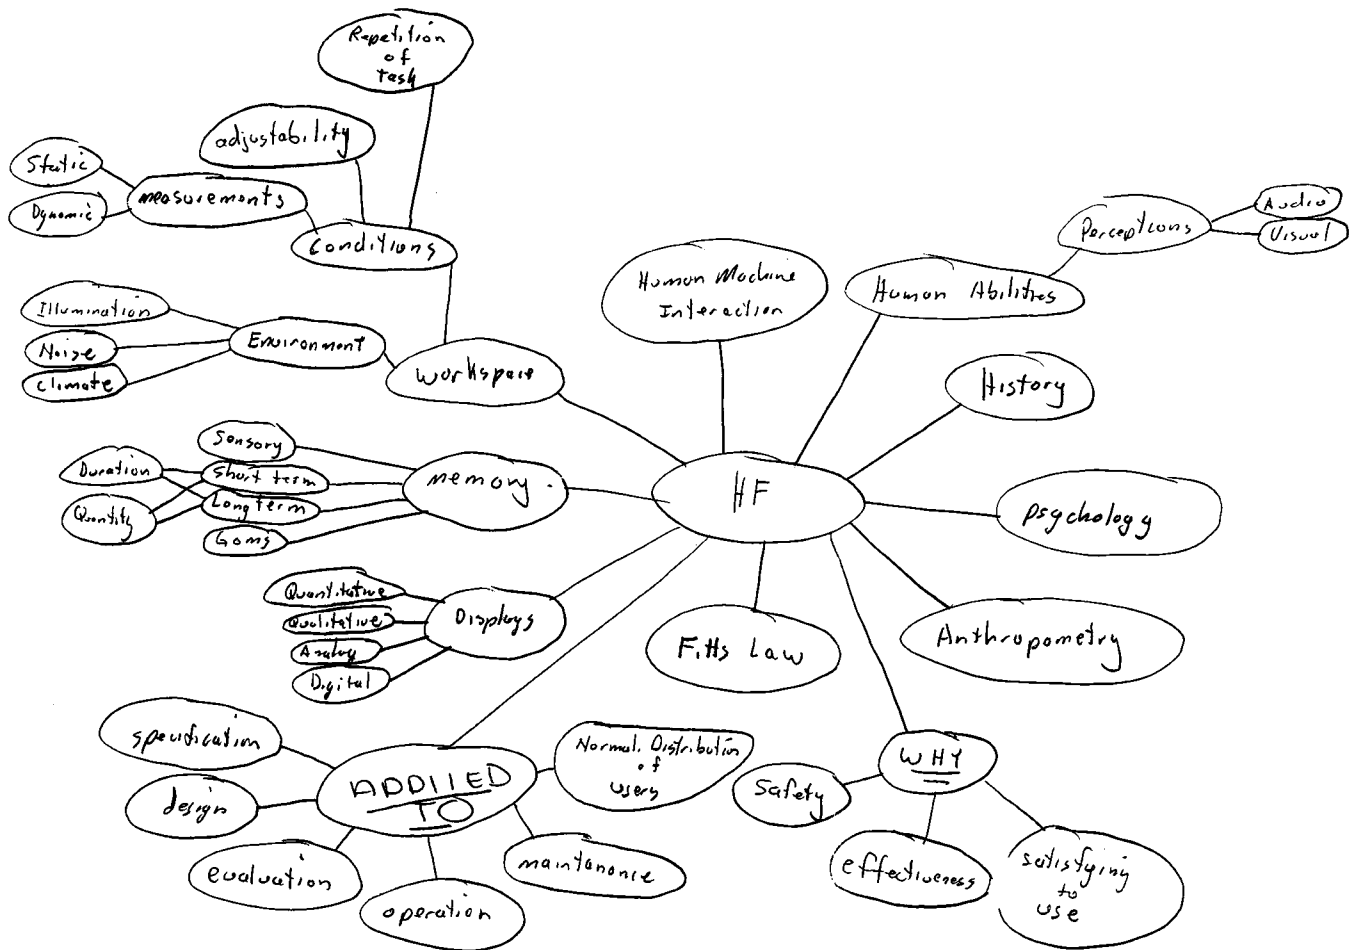 Repetition
of
task
adjustability
Static
measurements
Dynamic
Conditions
Audio
Perceptions
Visual
Human Machine
Interaction
Human Abilities
Illumination
Environment
Noise
Climate
Workspace
History
Sensory
Duration
Short term
memory
HF
Quantity
Long term
Goms
Psychology
Quantitative
Qualitative
Displays
Analog
Digital
Fitts Law
Anthropometry
specification
Normal Distribution
of
users
WHY
APPLIED
TO
Safety
design
evaluation
maintanance
effectiveness
satisfying
to
use
operation